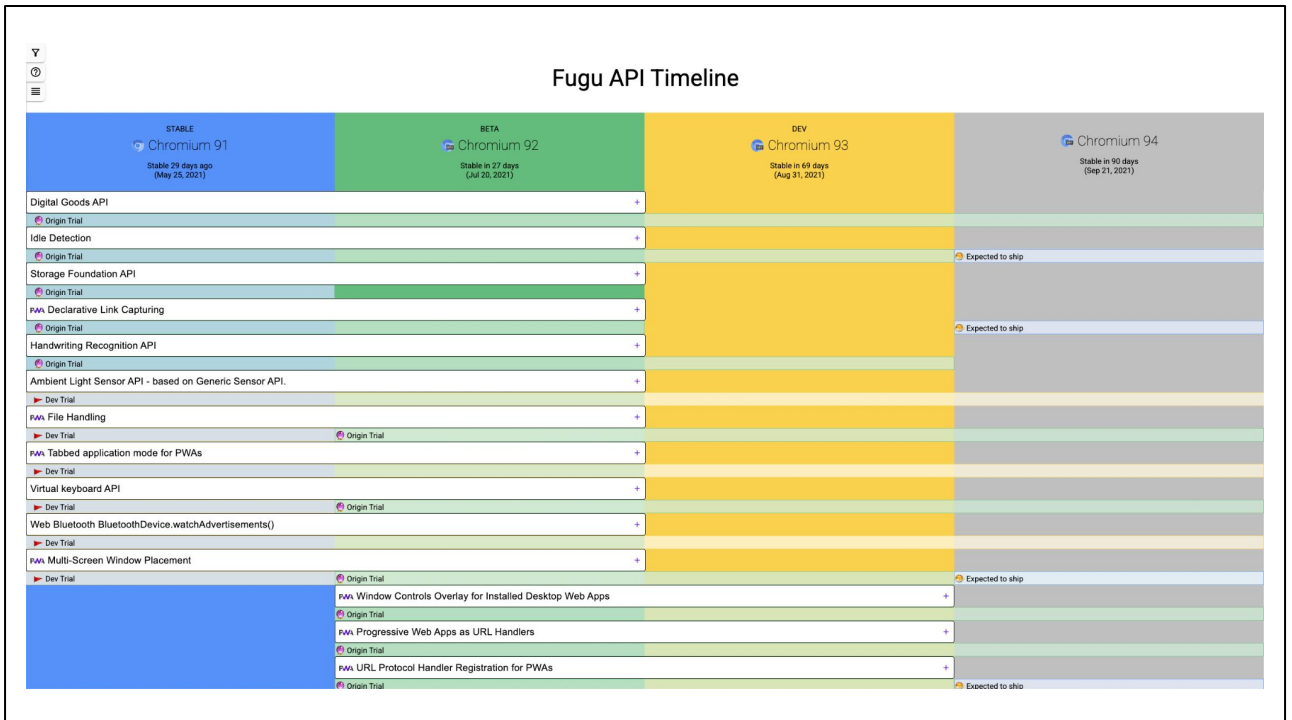 Fugu API Timeline
STABLE
Chromium 91
Stable 29 days ago
(May 25, 2021)
BETA
Chromium 92
Stable in 27 days
(Jul 20, 2021)
DEV
Chromium 93
Stable in 69 days
(Aug 31, 2021)
Chromium 94
Stable in 90 days
(Sep 21, 2021)
Digital Goods API +
Origin Trial
Idle Detection +
Origin Trial Expected to ship
Storage Foundation API +
Origin Trial
PWA Declarative Link Capturing +
Origin Trial Expected to ship
Handwriting Recognition API +
Origin Trial
Ambient Light Sensor API - based on Generic Sensor API. +
Dev Trial
PWA File Handling +
Dev Trial Origin Trial
PWA Tabbed application mode for PWAs +
Dev Trial
Virtual keyboard API +
Dev Trial Origin Trial
Web Bluetooth BluetoothDevice.watchAdvertisements() +
Dev Trial
PWA Multi-Screen Window Placement +
Dev Trial Origin Trial Expected to ship
PWA Window Controls Overlay for Installed Desktop Web Apps +
Origin Trial
PWA Progressive Web Apps as URL Handlers +
Origin Trial
PWA URL Protocol Handler Registration for PWAs +
Origin Trial Expected to ship